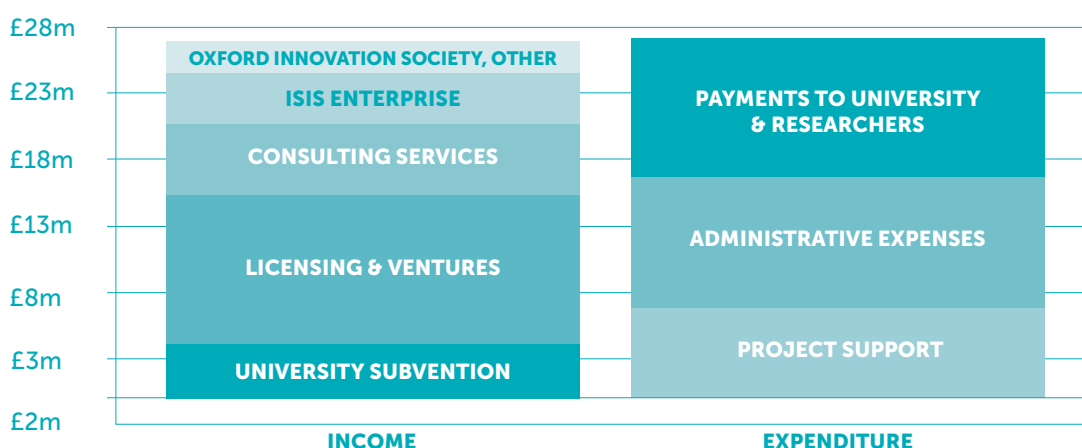 £28m
£23m
£18m
£13m
£8m
£3m
£2m
OXFORD INNOVATION SOCIETY, OTHER
ISIS ENTERPRISE
CONSULTING SERVICES
LICENSING & VENTURES
UNIVERSITY SUBVENTION
INCOME
PAYMENTS TO UNIVERSITY
& RESEARCHERS
ADMINISTRATIVE EXPENSES
PROJECT SUPPORT
EXPENDITURE